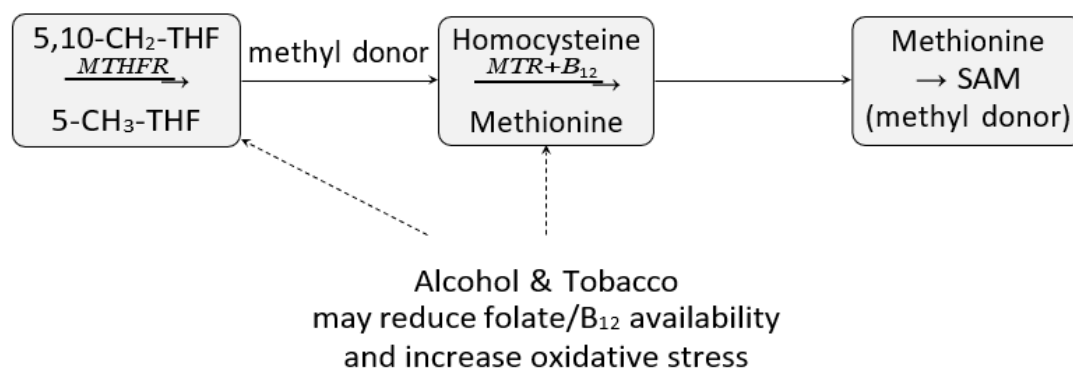 5,10-CH₂-THF
MTHFR
→
5-CH₃-THF
methyl donor
Homocysteine
MTR+B₁₂
→
Methionine
Methionine
→ SAM
(methyl donor)
Alcohol & Tobacco
may reduce folate/B₁₂ availability
and increase oxidative stress